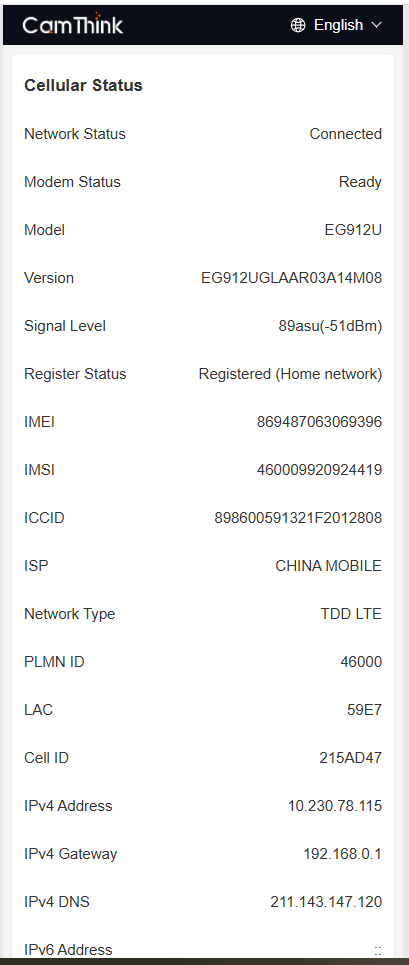 CamThink
English
Cellular Status
Network Status Connected
Modem Status Ready
Model EG912U
Version EG912UGLAAR03A14M08
Signal Level 89asu(-51dBm)
Register Status Registered (Home network)
IMEI 869487063069396
IMSI 460009920924419
ICCID 898600591321F2012808
ISP CHINA MOBILE
Network Type TDD LTE
PLMN ID 46000
LAC 59E7
Cell ID 215AD47
IPv4 Address 10.230.78.115
IPv4 Gateway 192.168.0.1
IPv4 DNS 211.143.147.120
IPv6 Address ::